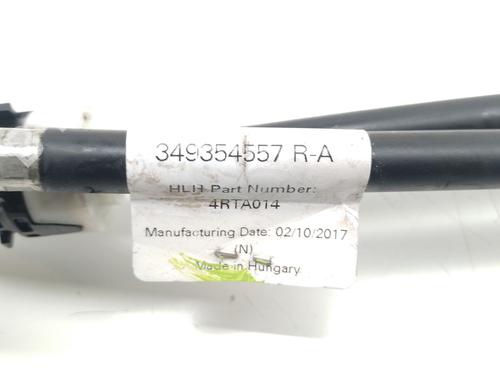 349354557 R-A
HLH Part Number:
4RTA014
Manufacturing Date: 02/10/2017
(N)
Made in Hungary